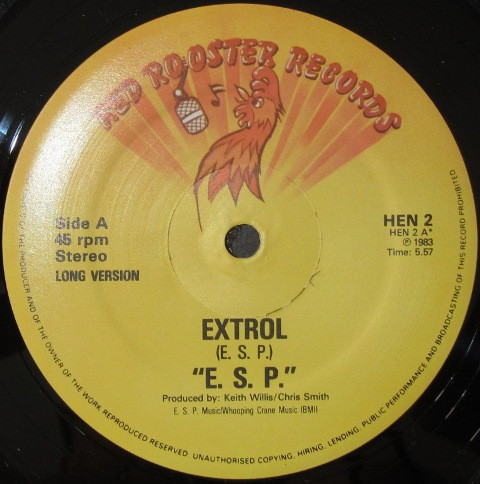 RED ROOSTER RECORDS
Side A
45 rpm
Stereo
LONG VERSION
HEN 2
HEN 2 A*
℗ 1983
Time: 5.57
EXTROL
(E. S. P.)
"E. S. P."
Produced by: Keith Willis/Chris Smith
E. S. P. Music/Whooping Crane Music (BMI)
OF THE PRODUCER AND OF THE OWNER OF THE WORK REPRODUCED RESERVED. UNAUTHORISED COPYING, HIRING, LENDING, PUBLIC PERFORMANCE AND BROADCASTING OF THIS RECORD PROHIBITED